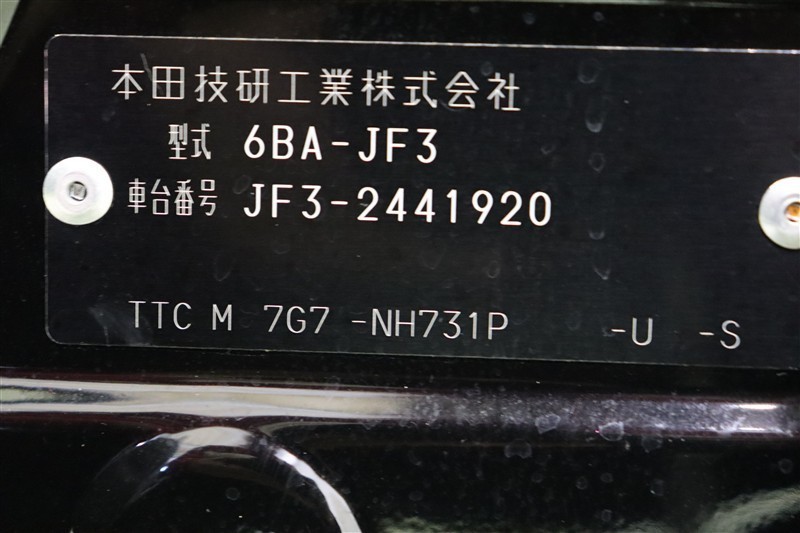 本田技研工業株式会社
型式 6BA-JF3
車台番号 JF3-2441920
TTC M 7G7 -NH731P -U -S